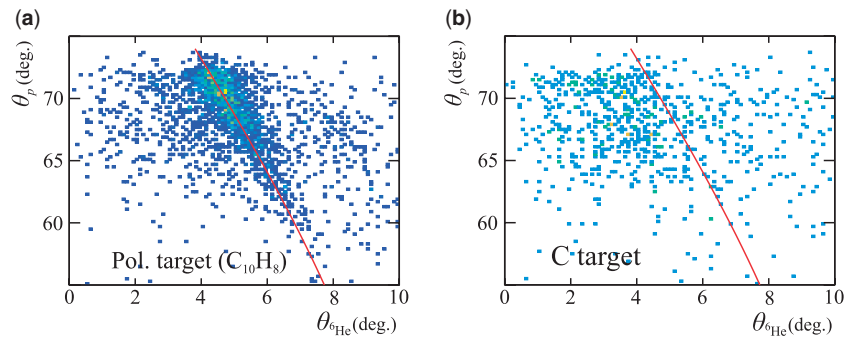 (a)
θp (deg.)
70
65
60
Pol. target (C10H8)
0 2 4 6 8 10
θ6He (deg.)
(b)
θp (deg.)
70
65
60
C target
0 2 4 6 8 10
θ6He (deg.)